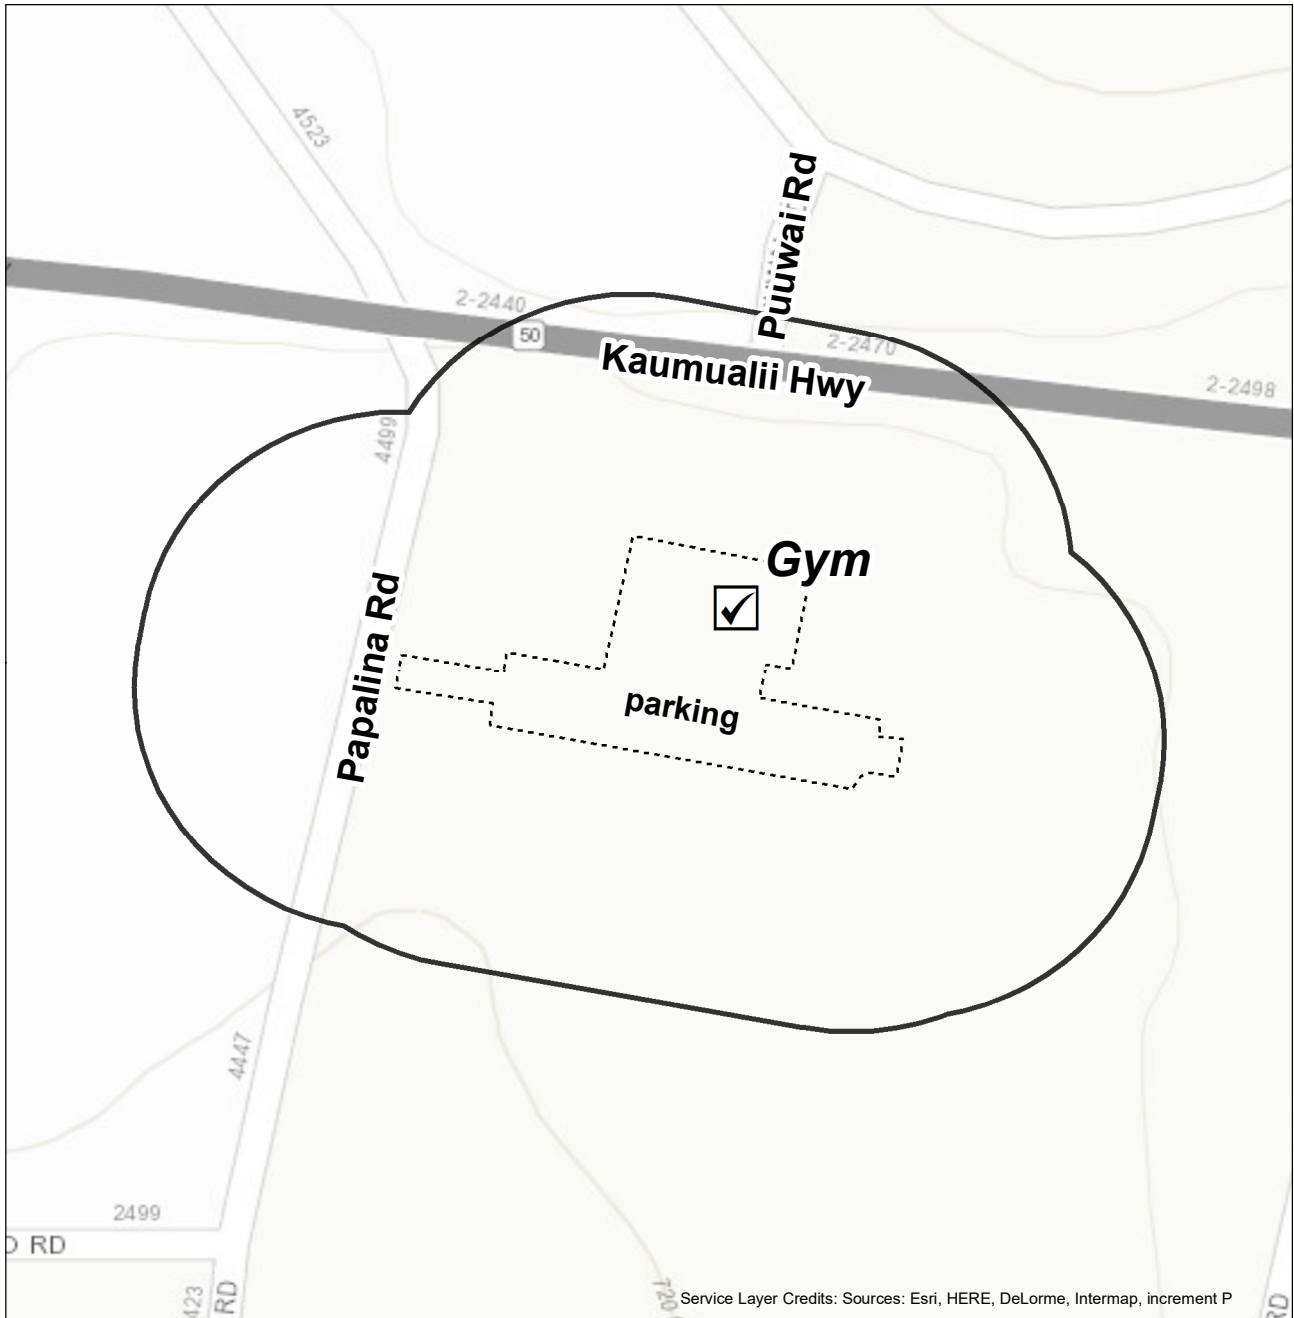 4523
Puuwai Rd
2-2440
50
2-2470
Kaumualii Hwy
2-2498
4499
Gym
Papalina Rd
parking
4447
2499
RD
423
RD
720
Service Layer Credits: Sources: Esri, HERE, DeLorme, Intermap, increment P
RD